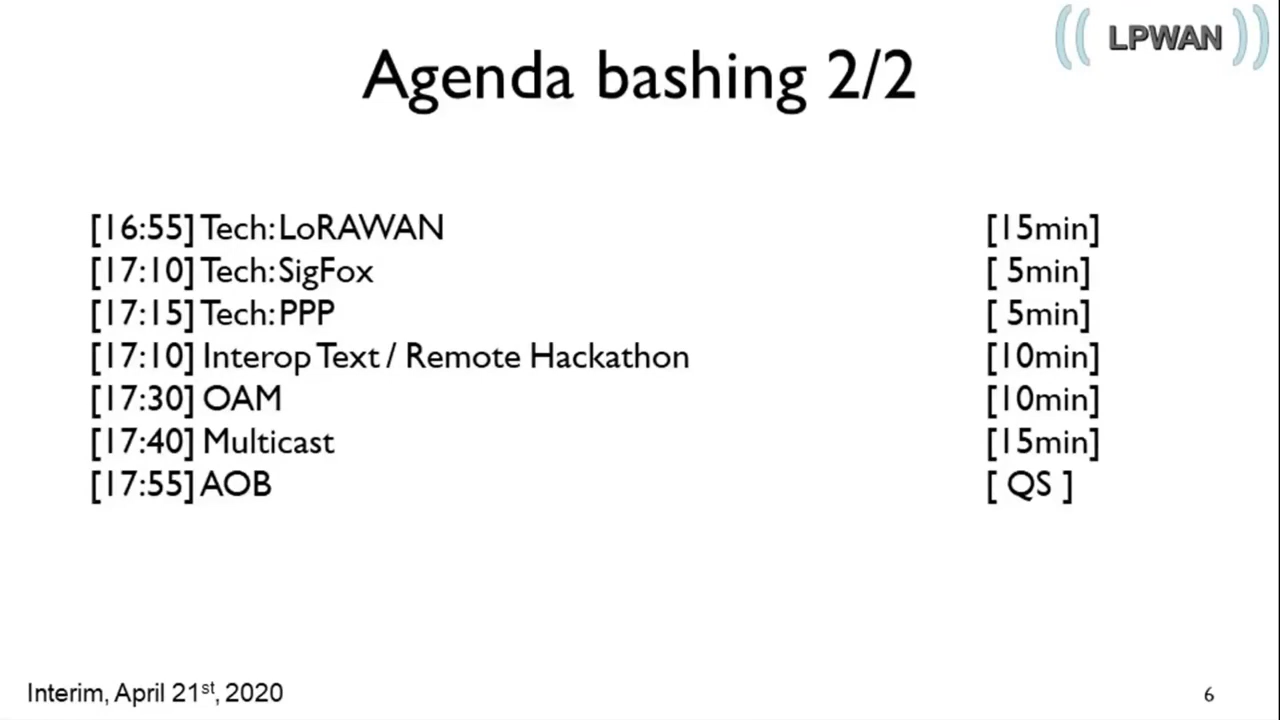 LPWAN
Agenda bashing 2/2
[16:55] Tech: LoRAWAN [15min]
[17:10] Tech: SigFox [ 5min]
[17:15] Tech: PPP [ 5min]
[17:10] Interop Text / Remote Hackathon [10min]
[17:30] OAM [10min]
[17:40] Multicast [15min]
[17:55] AOB [ QS ]
Interim, April 21st, 2020 6